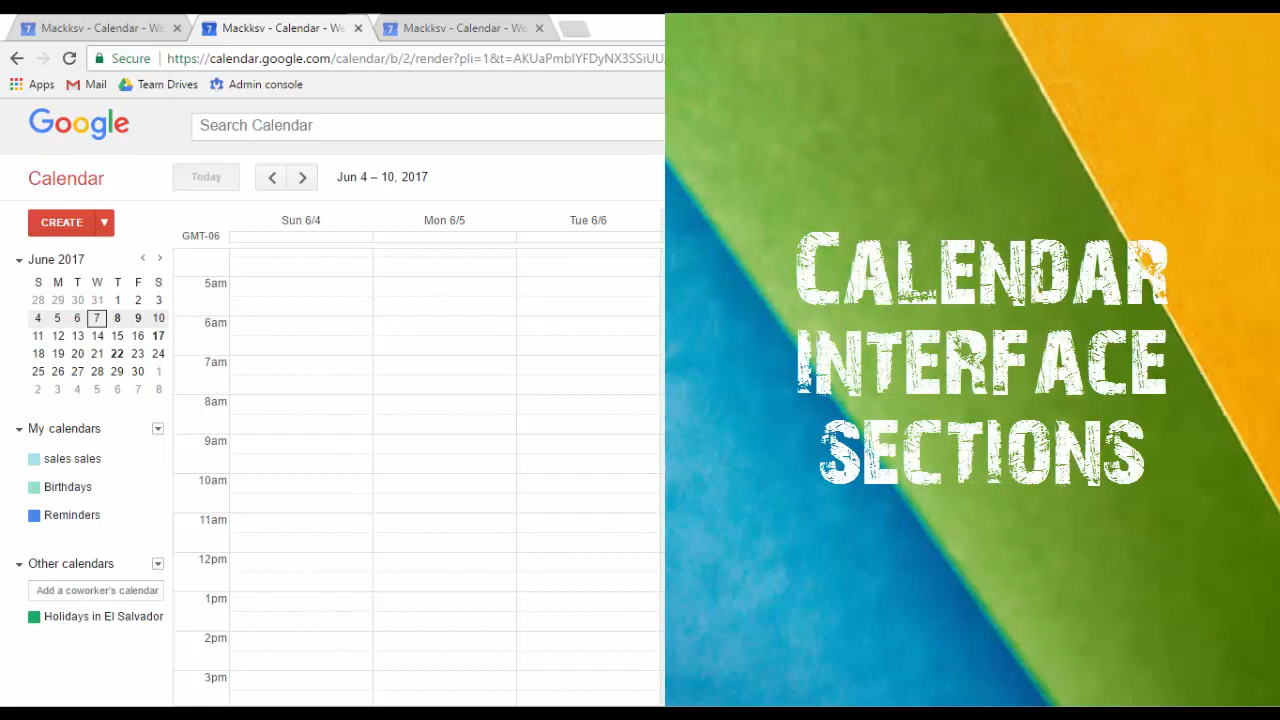 Mackksv - Calendar - We
Mackksv - Calendar - We
Mackksv - Calendar - We
Secure
https://calendar.google.com/calendar/b/2/render?pli=1&t=AKUaPmbIYFDyNX3SSiUU
Apps
Mail
Team Drives
Admin console
Google
Search Calendar
Calendar
Today
Jun 4 – 10, 2017
CREATE
Sun 6/4
Mon 6/5
Tue 6/6
GMT-06
June 2017
S M T W T F S
28 29 30 31 1 2 3
4 5 6 7 8 9 10
11 12 13 14 15 16 17
18 19 20 21 22 23 24
25 26 27 28 29 30 1
2 3 4 5 6 7 8
My calendars
sales sales
Birthdays
Reminders
Other calendars
Add a coworker's calendar
Holidays in El Salvador
5am
6am
7am
8am
9am
10am
11am
12pm
1pm
2pm
3pm
CALENDAR
INTERFACE
SECTIONS